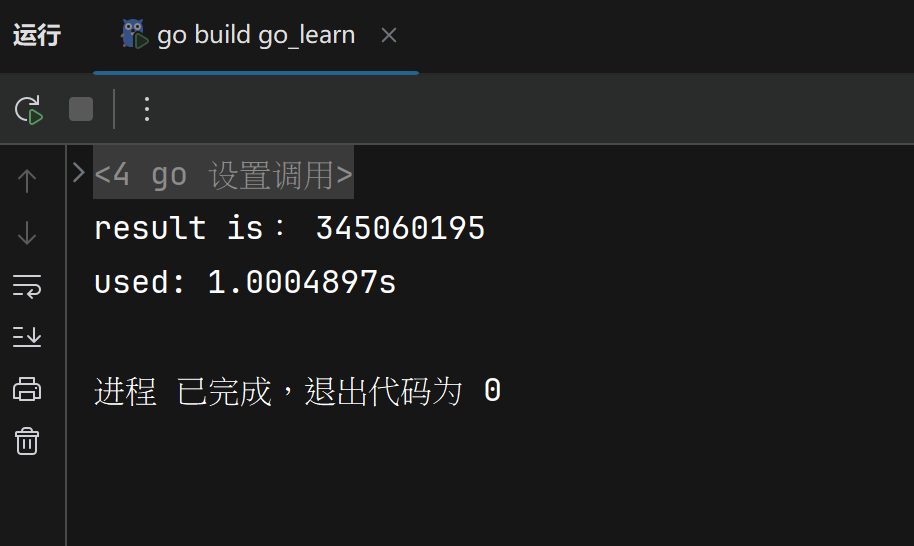 运行 go build go_learn
<4 go 设置调用>
result is： 345060195
used: 1.0004897s
进程 已完成，退出代码为 0